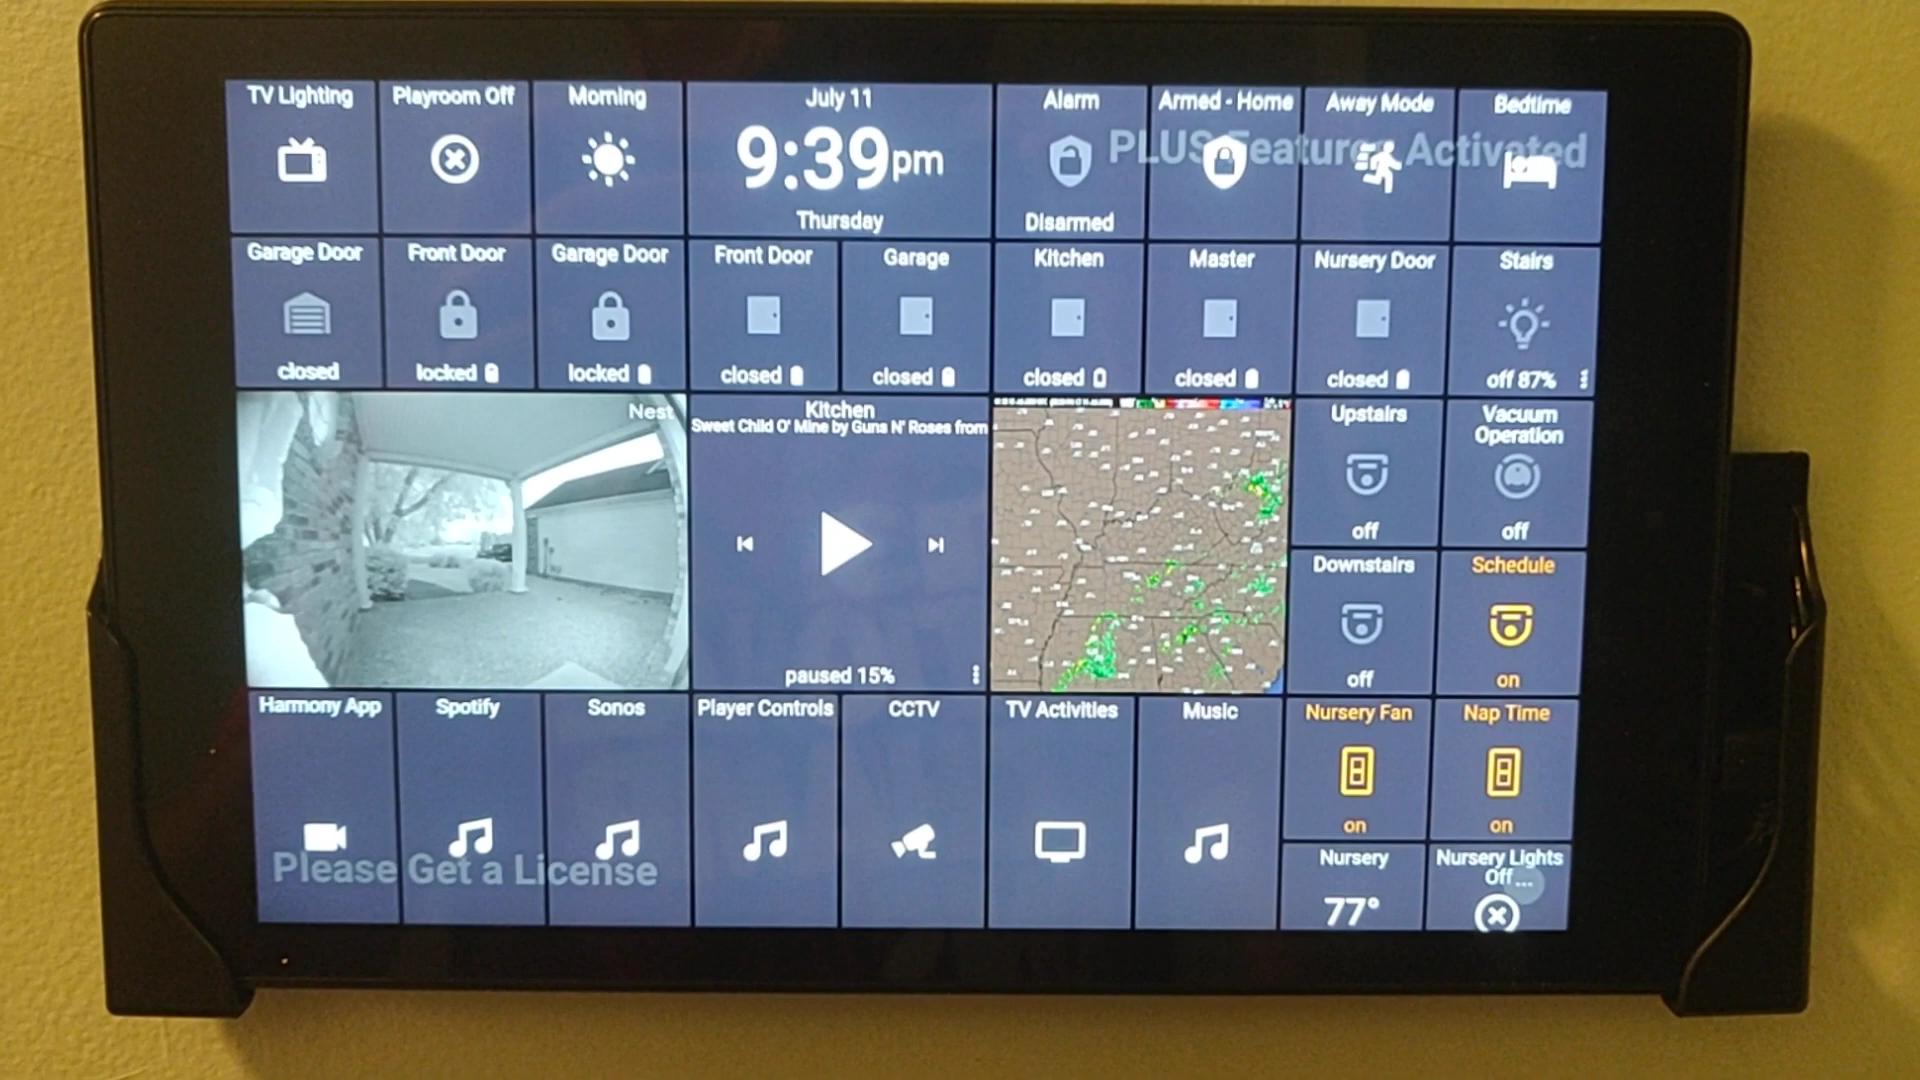 TV Lighting
Playroom Off
Morning
July 11
9:39pm
Thursday
Alarm
Disarmed
Armed - Home
Away Mode
Bedtime
PLUS Features Activated
Garage Door
closed
Front Door
locked
Garage Door
locked
Front Door
closed
Garage
closed
Kitchen
closed
Master
closed
Nursery Door
closed
Stairs
off 87%
Nest
Kitchen
Sweet Child O' Mine by Guns N' Roses from
paused 15%
Upstairs
off
Vacuum
Operation
off
Downstairs
off
Schedule
on
Harmony App
Spotify
Sonos
Player Controls
CCTV
TV Activities
Music
Nursery Fan
on
Nap Time
on
Please Get a License
Nursery
77°
Nursery Lights
Off